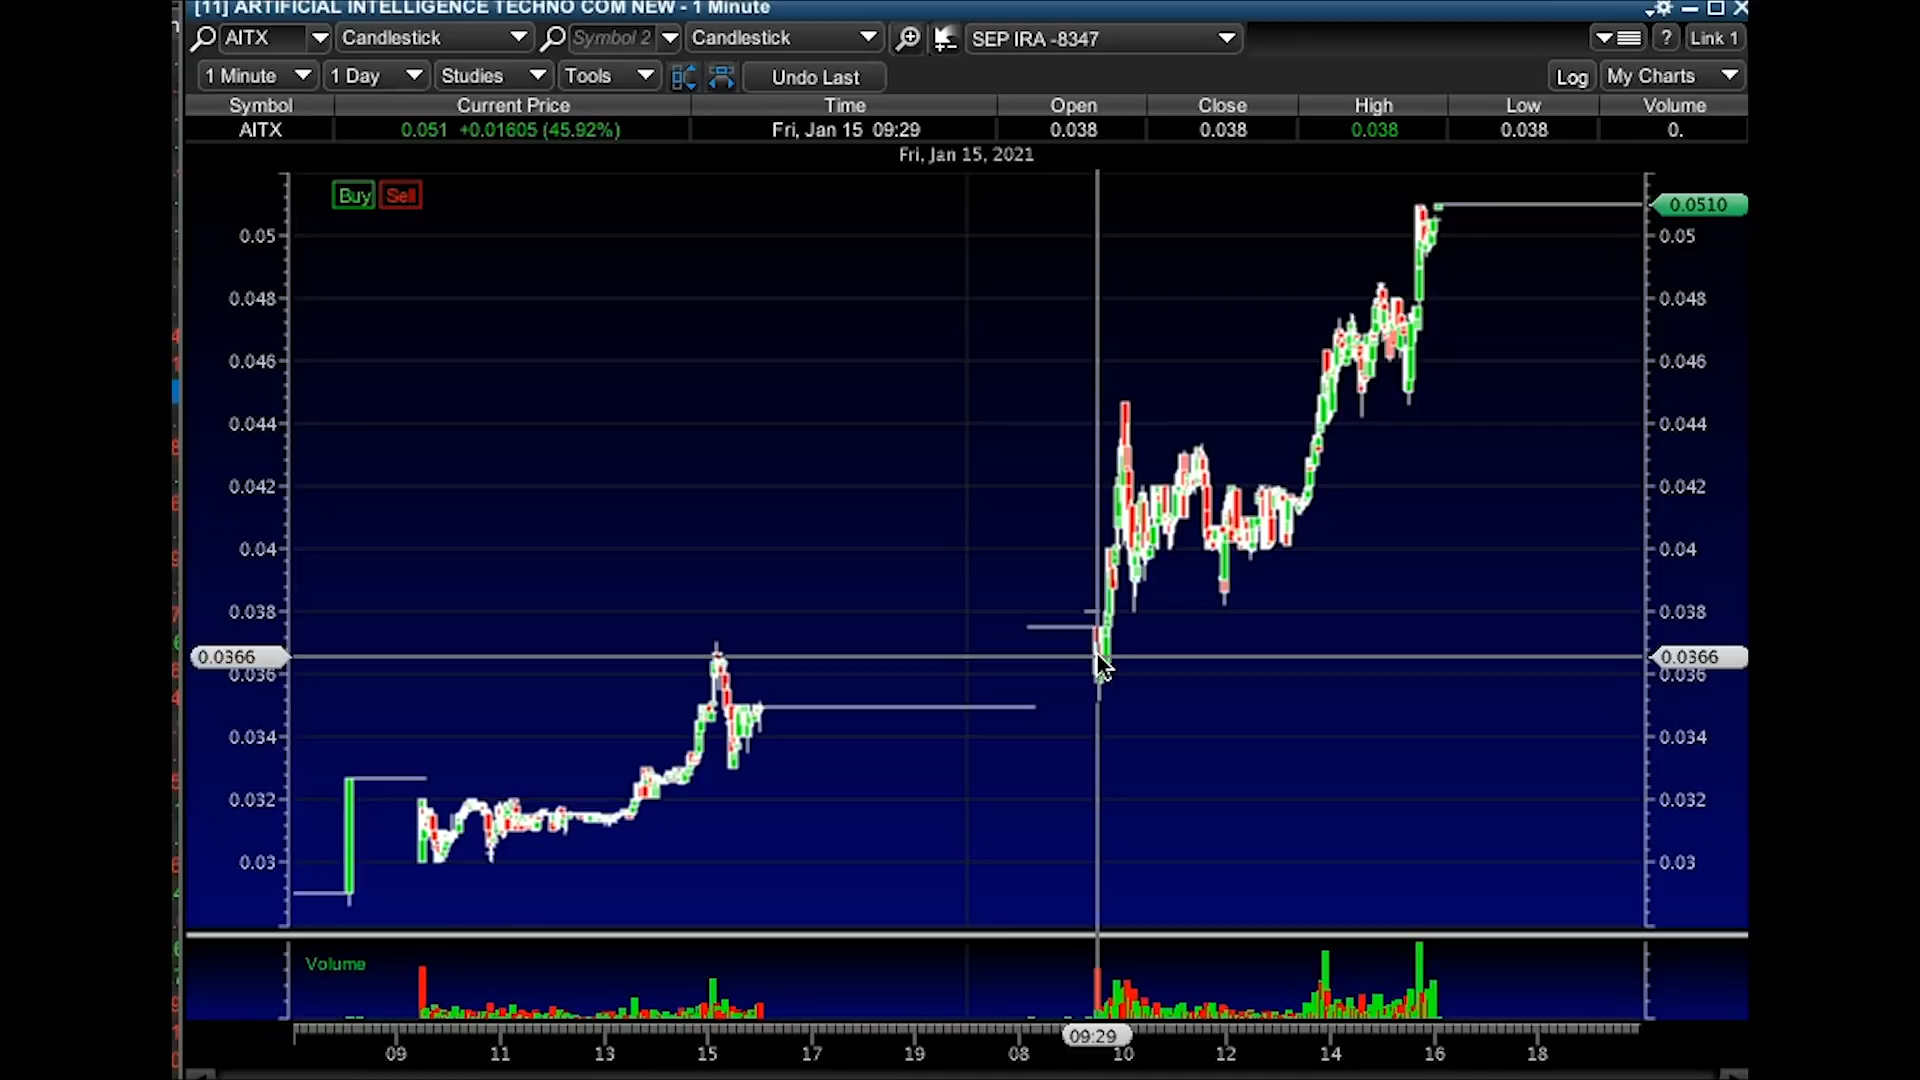 [11] ARTIFICIAL INTELLIGENCE TECHNO COM NEW - 1 Minute
AITX Candlestick Symbol 2 Candlestick SEP IRA -8347 ? Link 1
1 Minute 1 Day Studies Tools Undo Last Log My Charts
Symbol Current Price Time Open Close High Low Volume
AITX 0.051 +0.01605 (45.92%) Fri, Jan 15 09:29 0.038 0.038 0.038 0.038 0.
Fri, Jan 15, 2021
Buy Sell 0.0510
0.05 0.05
0.048 0.048
0.046 0.046
0.044 0.044
0.042 0.042
0.04 0.04
0.038 0.038
0.0366 0.0366
0.036 0.036
0.034 0.034
0.032 0.032
0.03 0.03
Volume
09:29
09 11 13 15 17 19 08 10 12 14 16 18